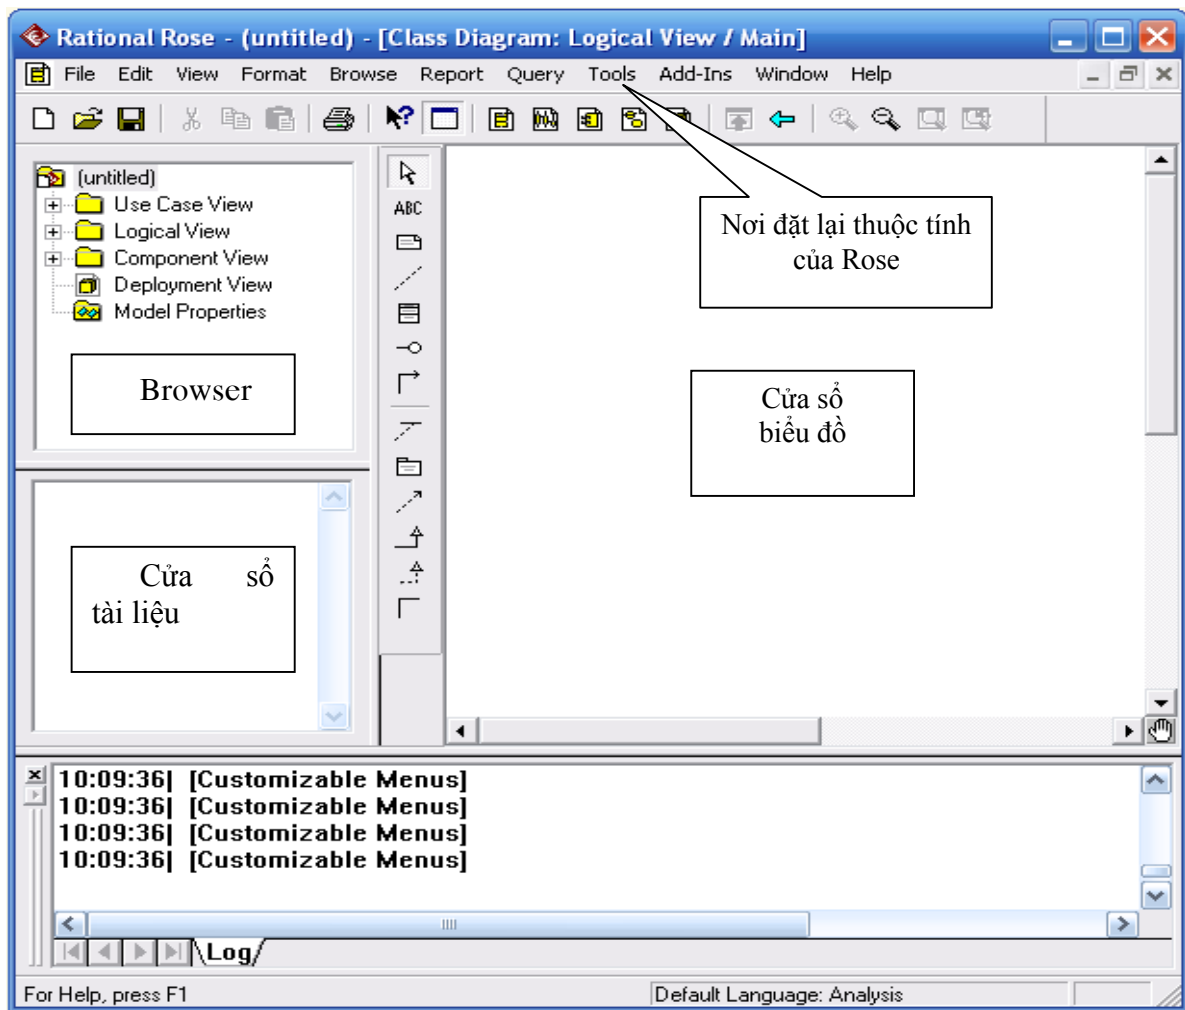 Rational Rose - (untitled) - [Class Diagram: Logical View / Main]
File Edit View Format Browse Report Query Tools Add-Ins Window Help
(untitled)
Use Case View
Logical View
Component View
Deployment View
Model Properties
Browser
ABC
Nơi đặt lại thuộc tính
của Rose
Cửa sổ
biểu đồ
Cửa sổ
tài liệu
10:09:36| [Customizable Menus]
10:09:36| [Customizable Menus]
10:09:36| [Customizable Menus]
10:09:36| [Customizable Menus]
Log
For Help, press F1
Default Language: Analysis